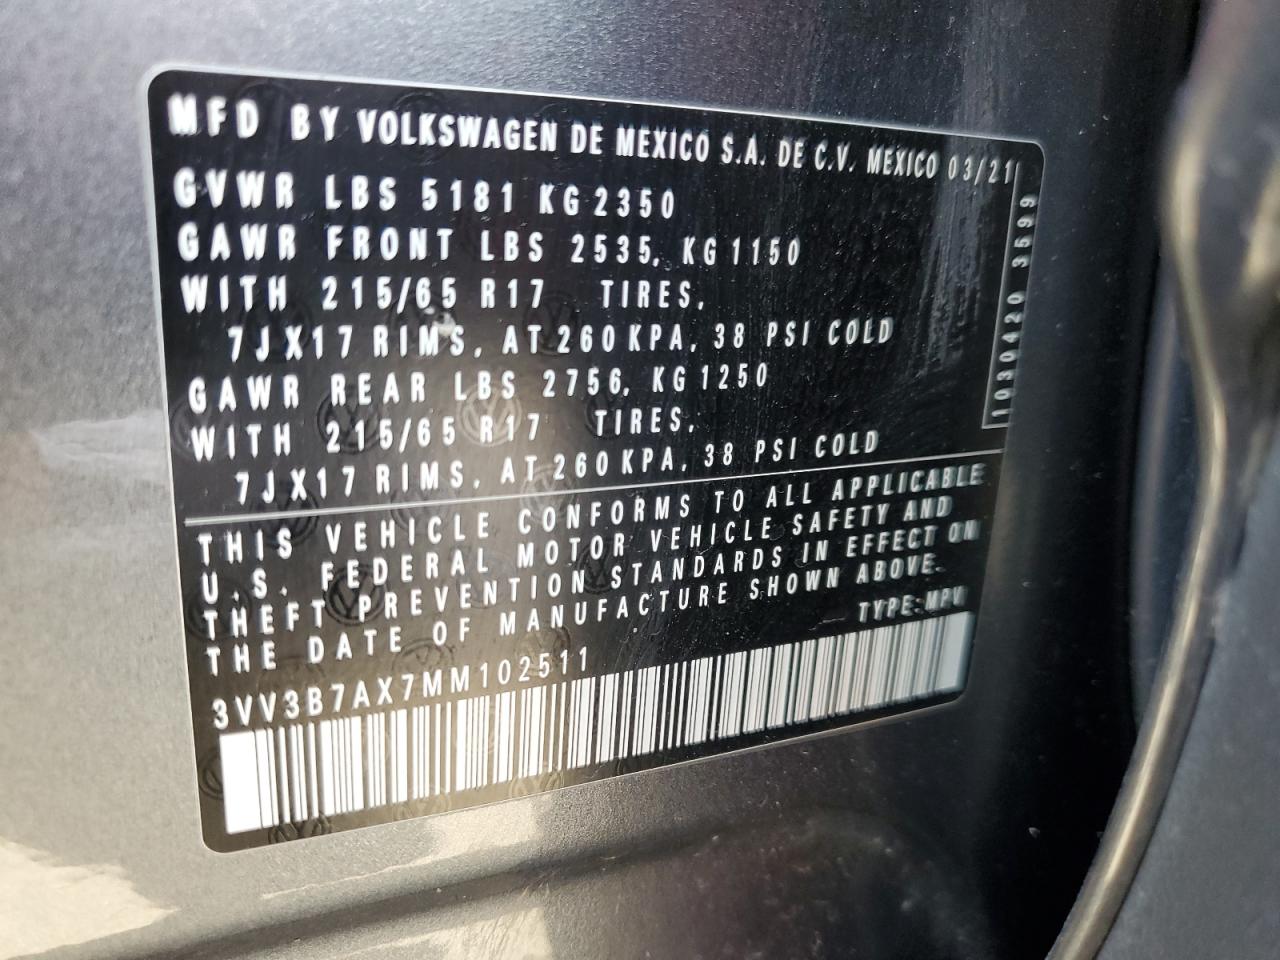 MFD BY VOLKSWAGEN DE MEXICO S.A. DE C.V. MEXICO 03/21
GVWR LBS 5181 KG 2350
GAWR FRONT LBS 2535, KG 1150
WITH 215/65 R17 TIRES,
7JX17 RIMS, AT 260 KPA, 38 PSI COLD
GAWR REAR LBS 2756, KG 1250
WITH 215/65 R17 TIRES,
7JX17 RIMS, AT 260 KPA, 38 PSI COLD
THIS VEHICLE CONFORMS TO ALL APPLICABLE
U.S. FEDERAL MOTOR VEHICLE SAFETY AND
THEFT PREVENTION STANDARDS IN EFFECT ON
THE DATE OF MANUFACTURE SHOWN ABOVE.
TYPE: MPV
3VV3B7AX7MM102511
1030420 3599